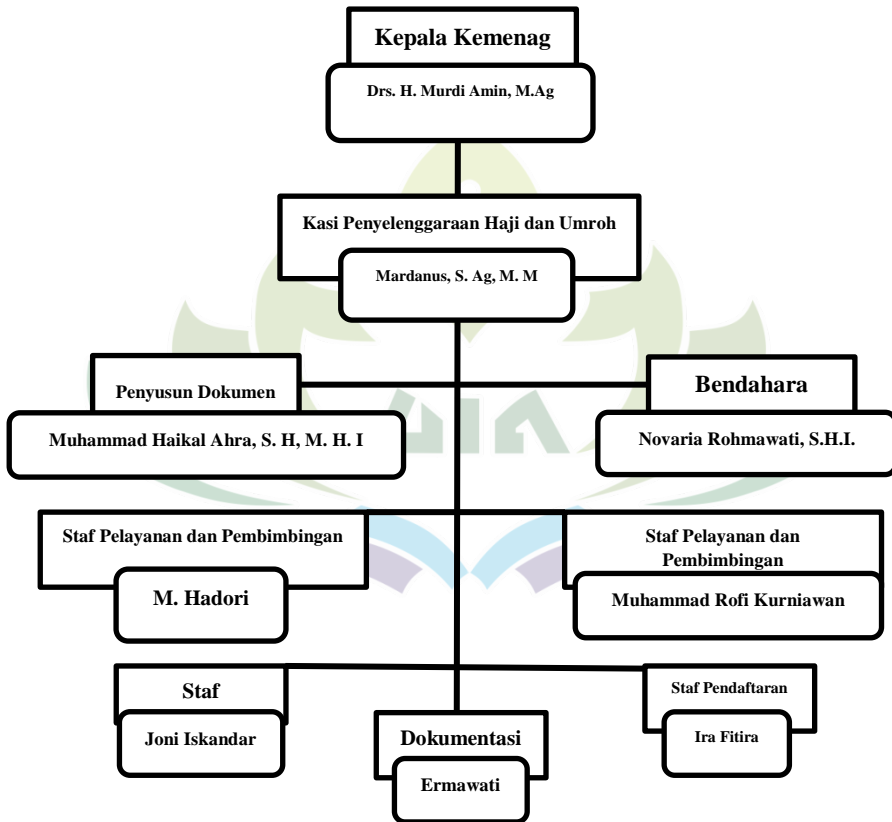 Kepala Kemenag
Drs. H. Murdi Amin, M.Ag
Kasi Penyelenggaraan Haji dan Umroh
Mardanus, S. Ag, M. M
Penyusun Dokumen
Muhammad Haikal Ahra, S. H, M. H. I
Bendahara
Novaria Rohmawati, S.H.I.
Staf Pelayanan dan Pembimbingan
M. Hadori
Staf Pelayanan dan
Pembimbingan
Muhammad Rofi Kurniawan
Staf
Joni Iskandar
Dokumentasi
Ermawati
Staf Pendaftaran
Ira Fitira